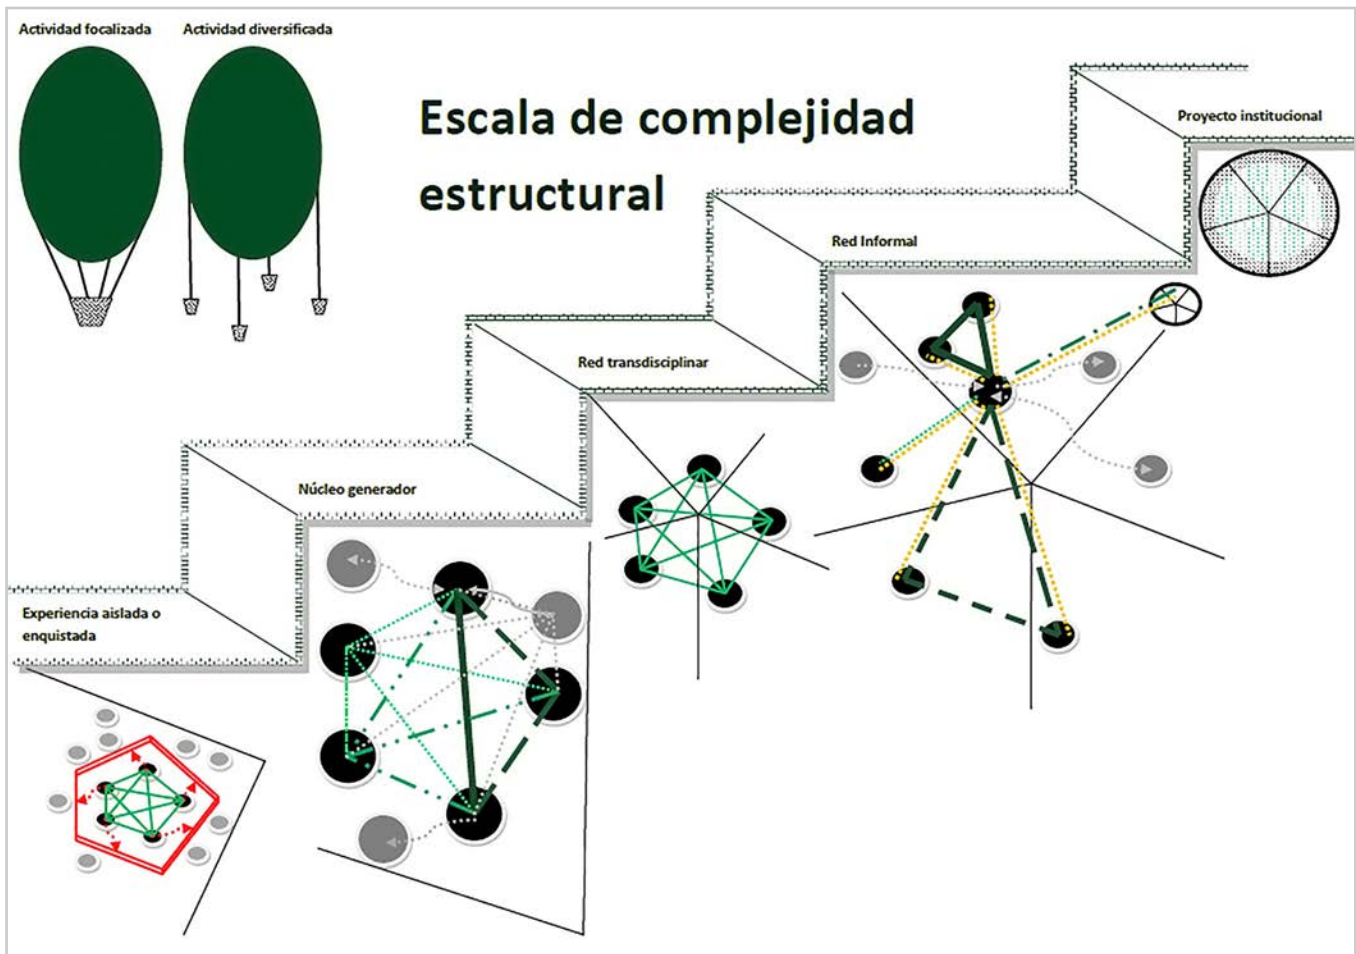 Actividad focalizada
Actividad diversificada
Escala de complejidad
estructural
Proyecto institucional
Red Informal
Red transdisciplinar
Núcleo generador
Experiencia aislada o
enquistada